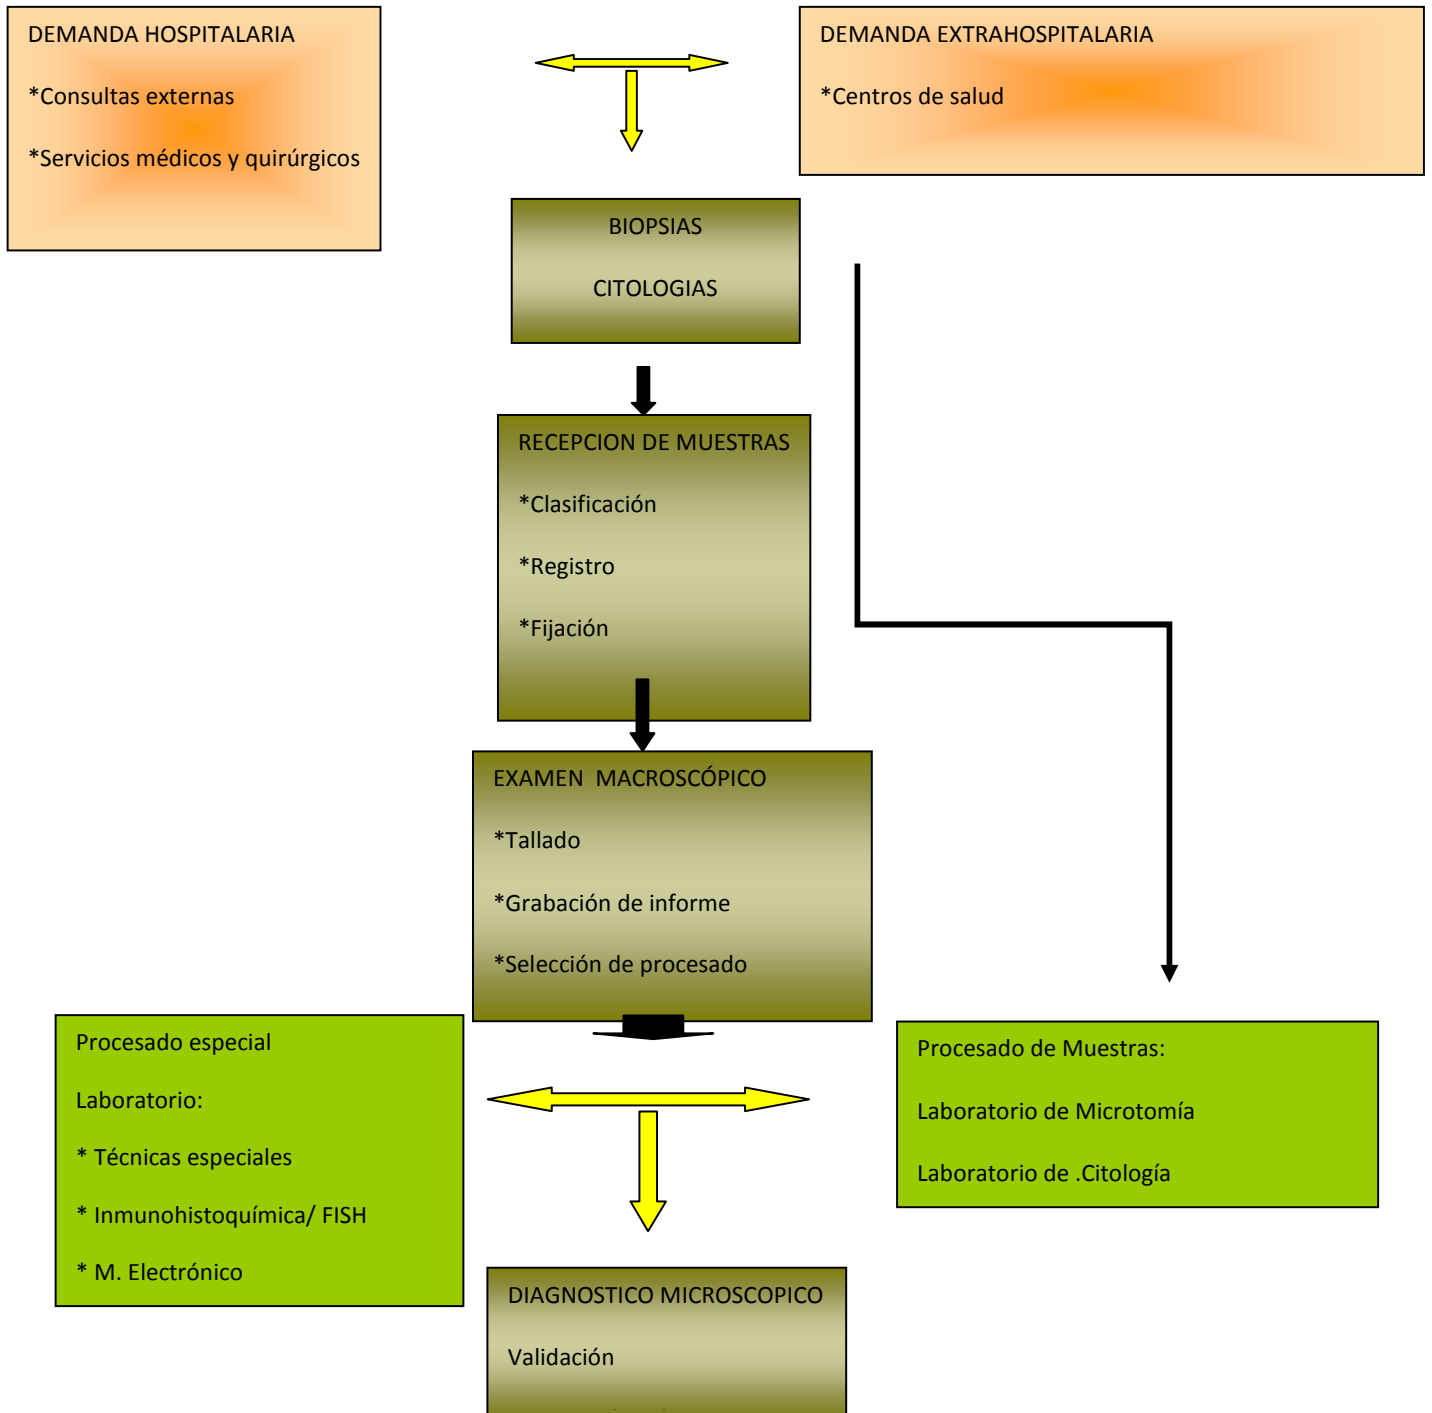 DEMANDA HOSPITALARIA
*Consultas externas
*Servicios médicos y quirúrgicos
DEMANDA EXTRAHOSPITALARIA
*Centros de salud
BIOPSIAS
CITOLOGIAS
RECEPCION DE MUESTRAS
*Clasificación
*Registro
*Fijación
EXAMEN  MACROSCÓPICO
*Tallado
*Grabación de informe
*Selección de procesado
Procesado especial
Laboratorio:
* Técnicas especiales
* Inmunohistoquímica/ FISH
* M. Electrónico
Procesado de Muestras:
Laboratorio de Microtomía
Laboratorio de .Citología
DIAGNOSTICO MICROSCOPICO
Validación